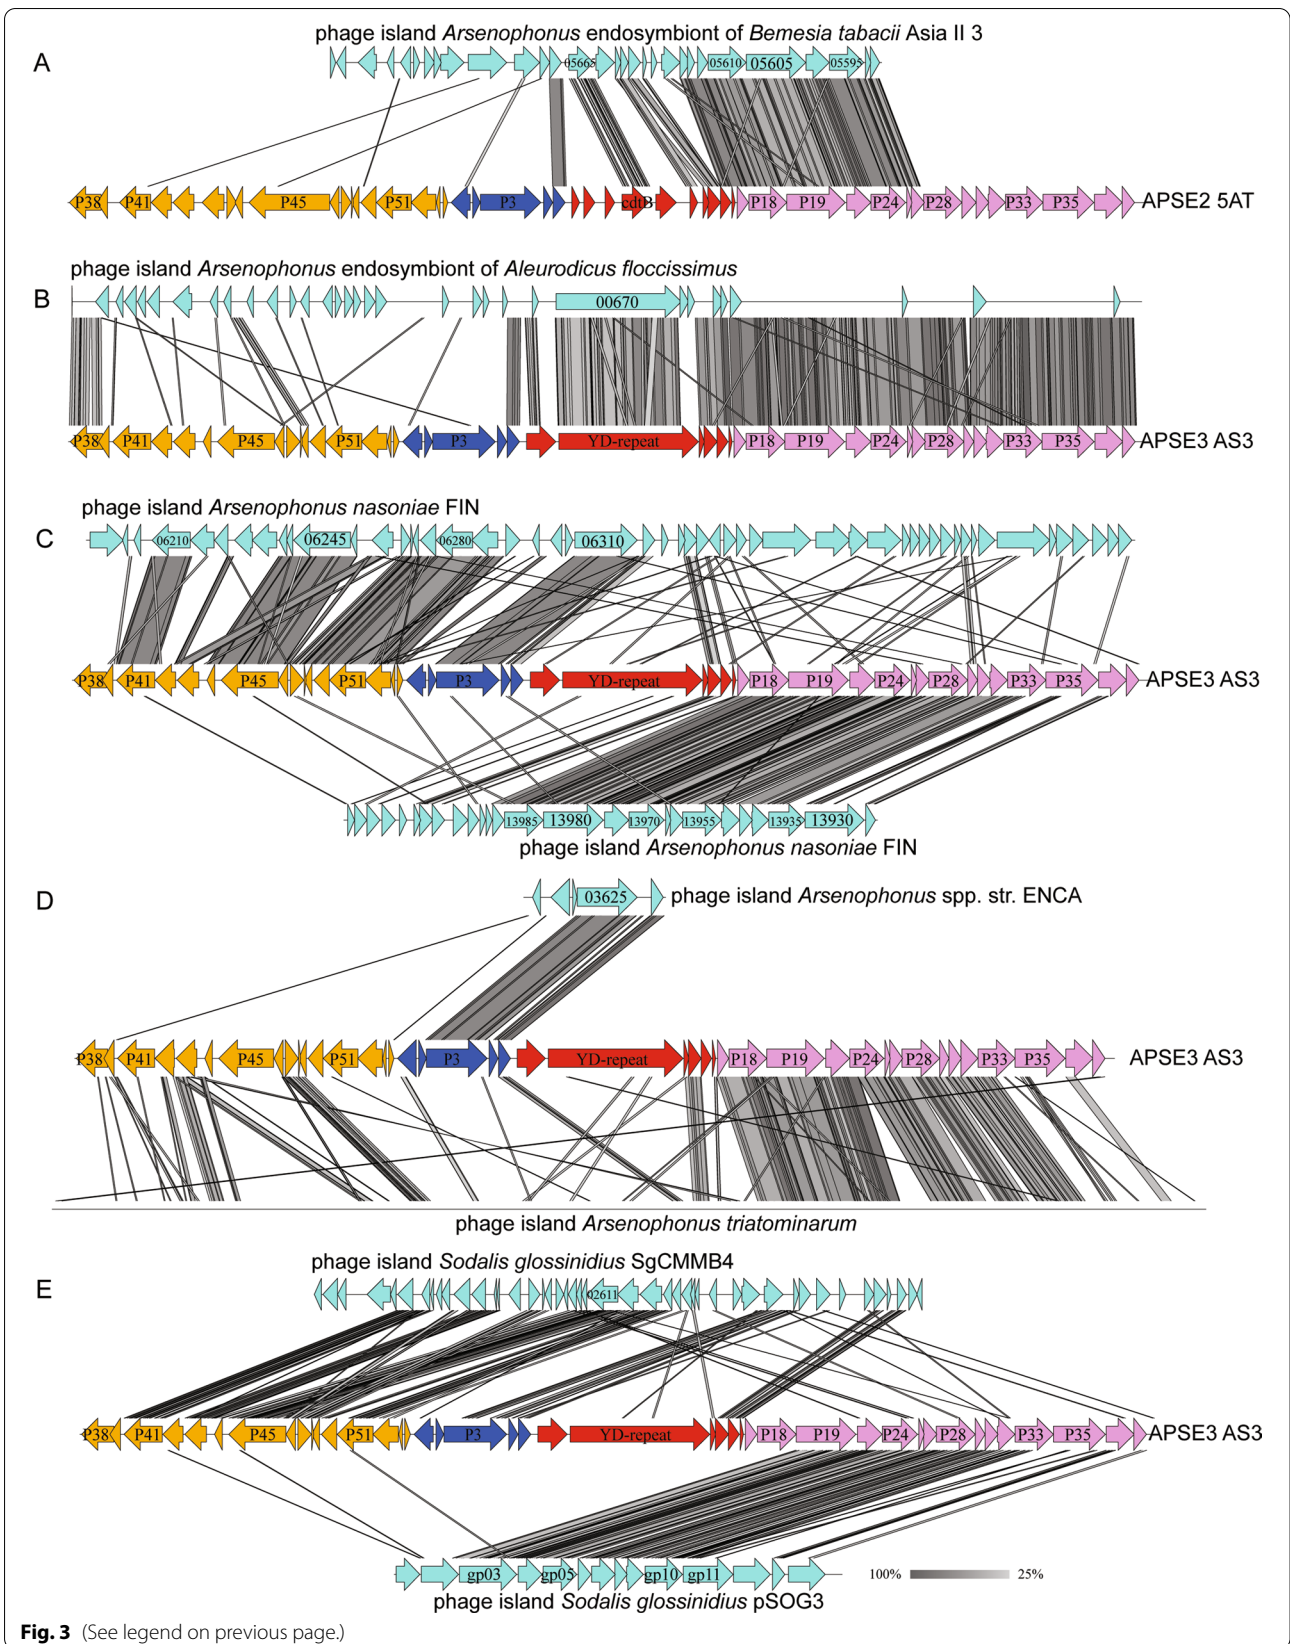 phage island Arsenophonus endosymbiont of Bemesia tabacii Asia II 3
A
05665 05610 05605 05595
P38 P41 P45 P51 P3 cdtB P18 P19 P24 P28 P33 P35 APSE2 5AT
phage island Arsenophonus endosymbiont of Aleurodicus floccissimus
B
00670
P38 P41 P45 P51 P3 YD-repeat P18 P19 P24 P28 P33 P35 APSE3 AS3
phage island Arsenophonus nasoniae FIN
C
06210 06245 06280 06310
P38 P41 P45 P51 P3 YD-repeat P18 P19 P24 P28 P33 P35 APSE3 AS3
13985 13980 13970 13955 13935 13930
phage island Arsenophonus nasoniae FIN
D
03625 phage island Arsenophonus spp. str. ENCA
P38 P41 P45 P51 P3 YD-repeat P18 P19 P24 P28 P33 P35 APSE3 AS3
phage island Arsenophonus triatominarum
phage island Sodalis glossinidius SgCMMB4
E
02611
P38 P41 P45 P51 P3 YD-repeat P18 P19 P24 P28 P33 P35 APSE3 AS3
gp03 gp05 gp10 gp11 100% 25%
phage island Sodalis glossinidius pSOG3
Fig. 3 (See legend on previous page.)